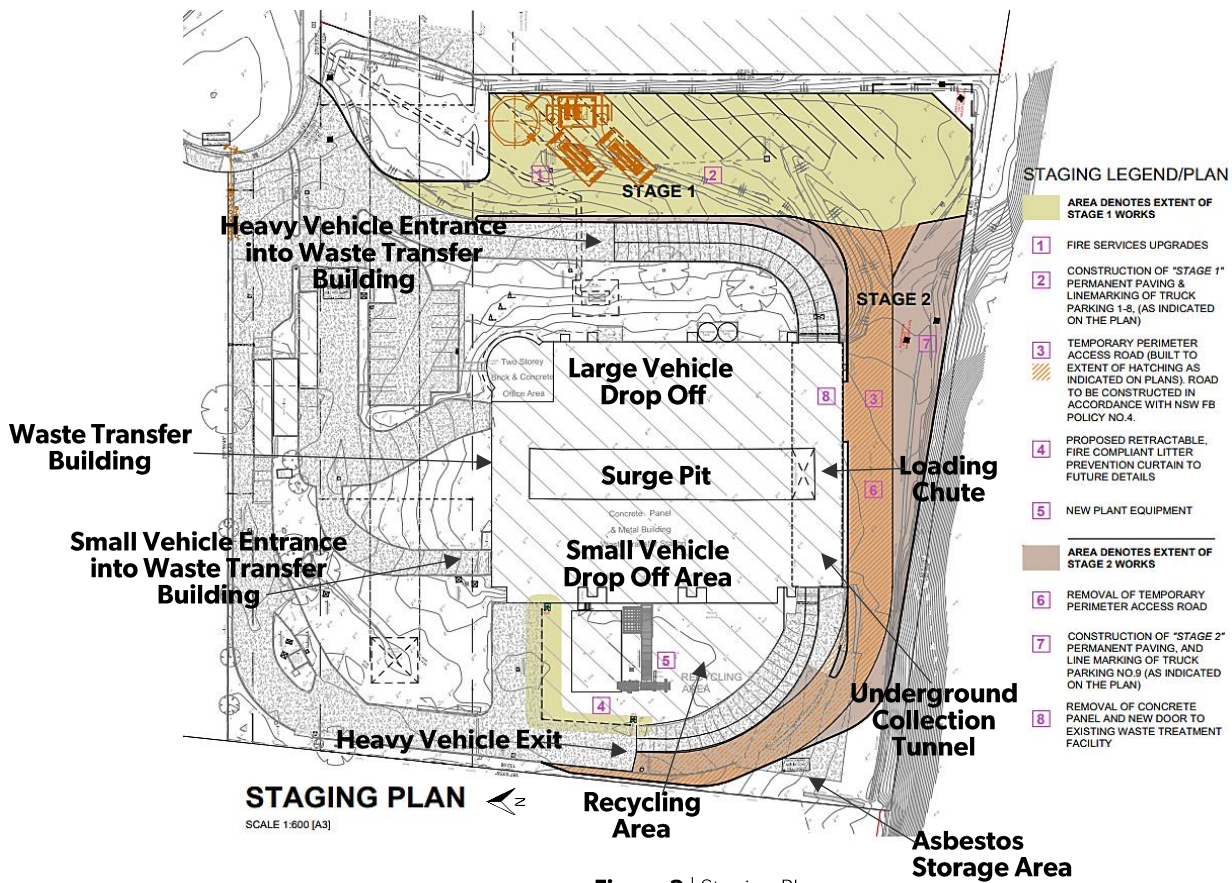 STAGE 1
1
2
Heavy Vehicle Entrance
into Waste Transfer
Building
STAGE 2
7
Two Storey
Brick & Concrete
Office Area
Large Vehicle
Drop Off
8
3
Waste Transfer
Building
Surge Pit
Loading
Chute
6
Concrete Panel
& Metal Building
Small Vehicle Entrance
into Waste Transfer
Building
Small Vehicle
Drop Off Area
5
RECYCLING
AREA
4
Underground
Collection
Tunnel
Heavy Vehicle Exit
Recycling
Area
Asbestos
Storage Area
STAGING PLAN
N
SCALE 1:600 [A3]
STAGING LEGEND/PLAN
AREA DENOTES EXTENT OF
STAGE 1 WORKS
1 FIRE SERVICES UPGRADES
2 CONSTRUCTION OF "STAGE 1"
PERMANENT PAVING &
LINEMARKING OF TRUCK
PARKING 1-8, (AS INDICATED
ON THE PLAN)
3 TEMPORARY PERIMETER
ACCESS ROAD (BUILT TO
EXTENT OF HATCHING AS
INDICATED ON PLANS). ROAD
TO BE CONSTRUCTED IN
ACCORDANCE WITH NSW FB
POLICY NO.4.
4 PROPOSED RETRACTABLE,
FIRE COMPLIANT LITTER
PREVENTION CURTAIN TO
FUTURE DETAILS
5 NEW PLANT EQUIPMENT
AREA DENOTES EXTENT OF
STAGE 2 WORKS
6 REMOVAL OF TEMPORARY
PERIMETER ACCESS ROAD
7 CONSTRUCTION OF "STAGE 2"
PERMANENT PAVING, AND
LINE MARKING OF TRUCK
PARKING NO.9 (AS INDICATED
ON THE PLAN)
8 REMOVAL OF CONCRETE
PANEL AND NEW DOOR TO
EXISTING WASTE TREATMENT
FACILITY